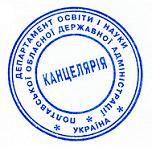 ДЕПАРТАМЕНТ ОСВІТИ І НАУКИ
ПОЛТАВСЬКОЇ ОБЛАСНОЇ ДЕРЖАВНОЇ АДМІНІСТРАЦІЇ
КАНЦЕЛЯРІЯ
* УКРАЇНА *